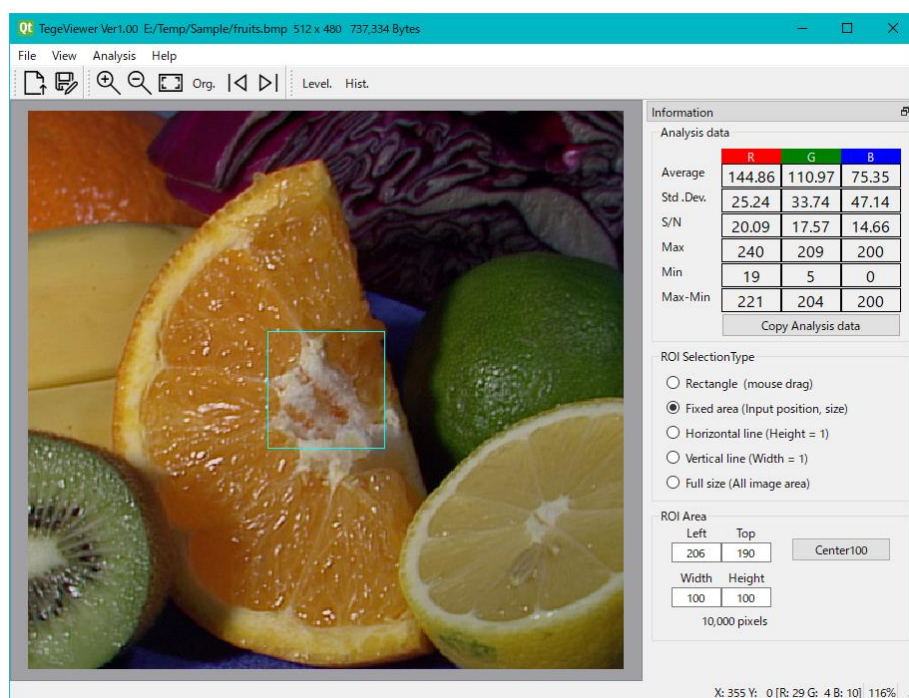 Qt TegeViewer Ver1.00 E:/Temp/Sample/fruits.bmp 512 x 480 737,334 Bytes
File View Analysis Help
Org. Level. Hist.
Information
Analysis data
R G B
Average 144.86 110.97 75.35
Std .Dev. 25.24 33.74 47.14
S/N 20.09 17.57 14.66
Max 240 209 200
Min 19 5 0
Max-Min 221 204 200
Copy Analysis data
ROI SelectionType
Rectangle (mouse drag)
Fixed area (Input position, size)
Horizontal line (Height = 1)
Vertical line (Width = 1)
Full size (All image area)
ROI Area
Left Top
206 190 Center100
Width Height
100 100
10,000 pixels
X: 355 Y: 0 [R: 29 G: 4 B: 10] 116%